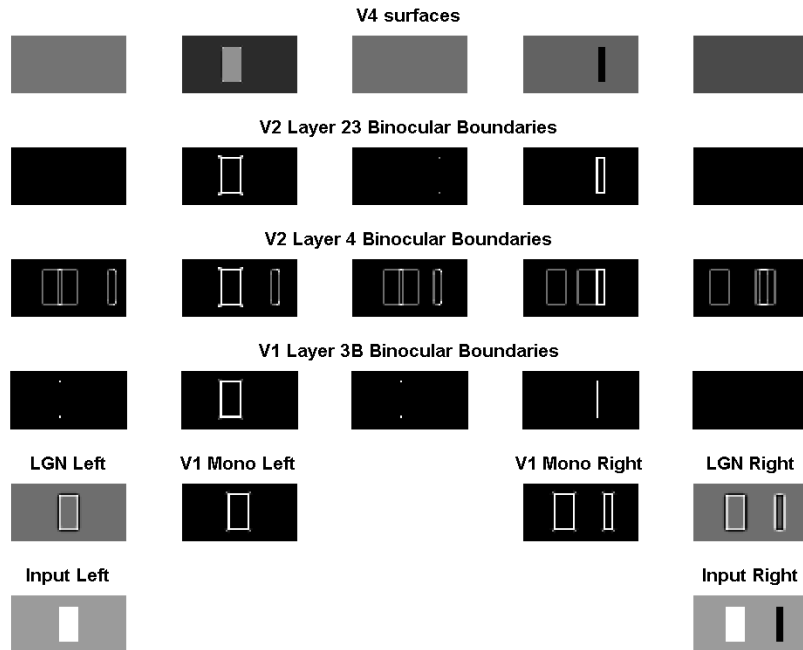 V4 surfaces
V2 Layer 23 Binocular Boundaries
V2 Layer 4 Binocular Boundaries
V1 Layer 3B Binocular Boundaries
LGN Left V1 Mono Left V1 Mono Right LGN Right
Input Left Input Right